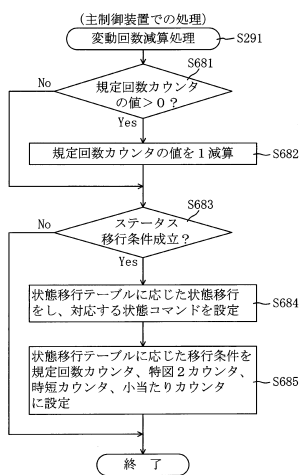 (主制御装置での処理)
変動回数減算処理
S291
S681
No
規定回数カウンタ
の値>0？
Yes
規定回数カウンタの値を1減算
S682
S683
No
ステータス
移行条件成立？
Yes
状態移行テーブルに応じた状態移行
をし、対応する状態コマンドを設定
S684
状態移行テーブルに応じた移行条件を
規定回数カウンタ、特図2カウンタ、
時短カウンタ、小当たりカウンタ
に設定
S685
終 了